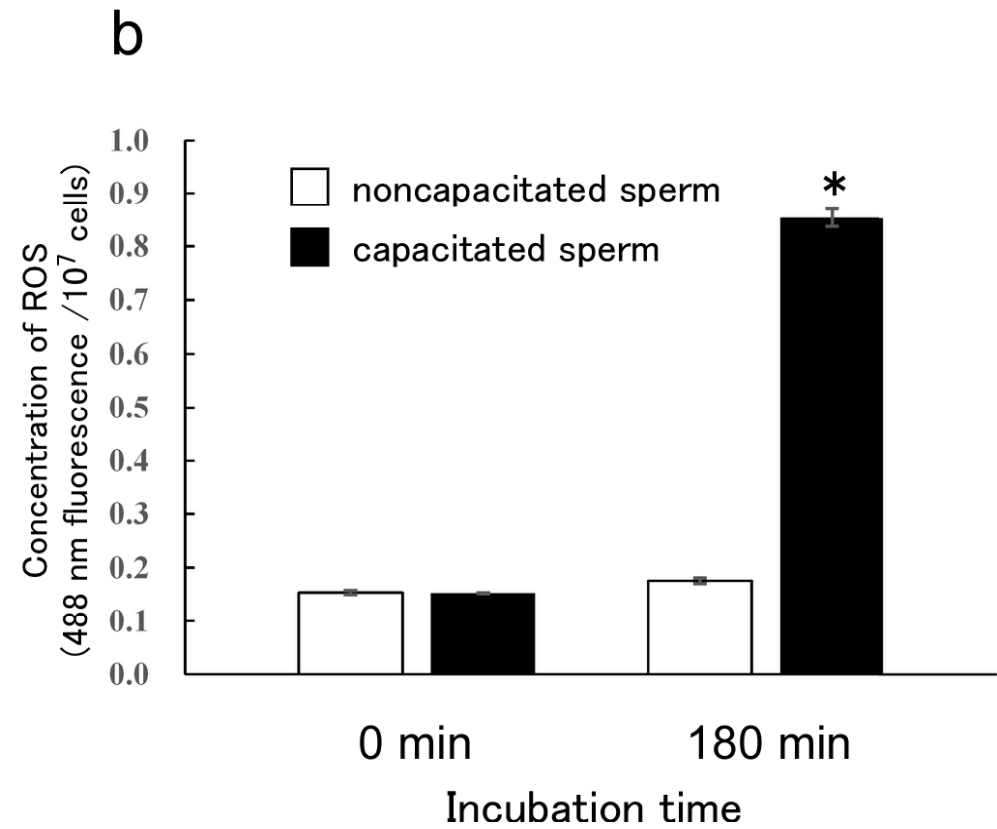 b
Concentration of ROS
(488 nm fluorescence /10⁷ cells)
1.0
0.9
0.8
0.7
0.6
0.5
0.4
0.3
0.2
0.1
0.0
noncapacitated sperm
capacitated sperm
*
0 min
180 min
Incubation time